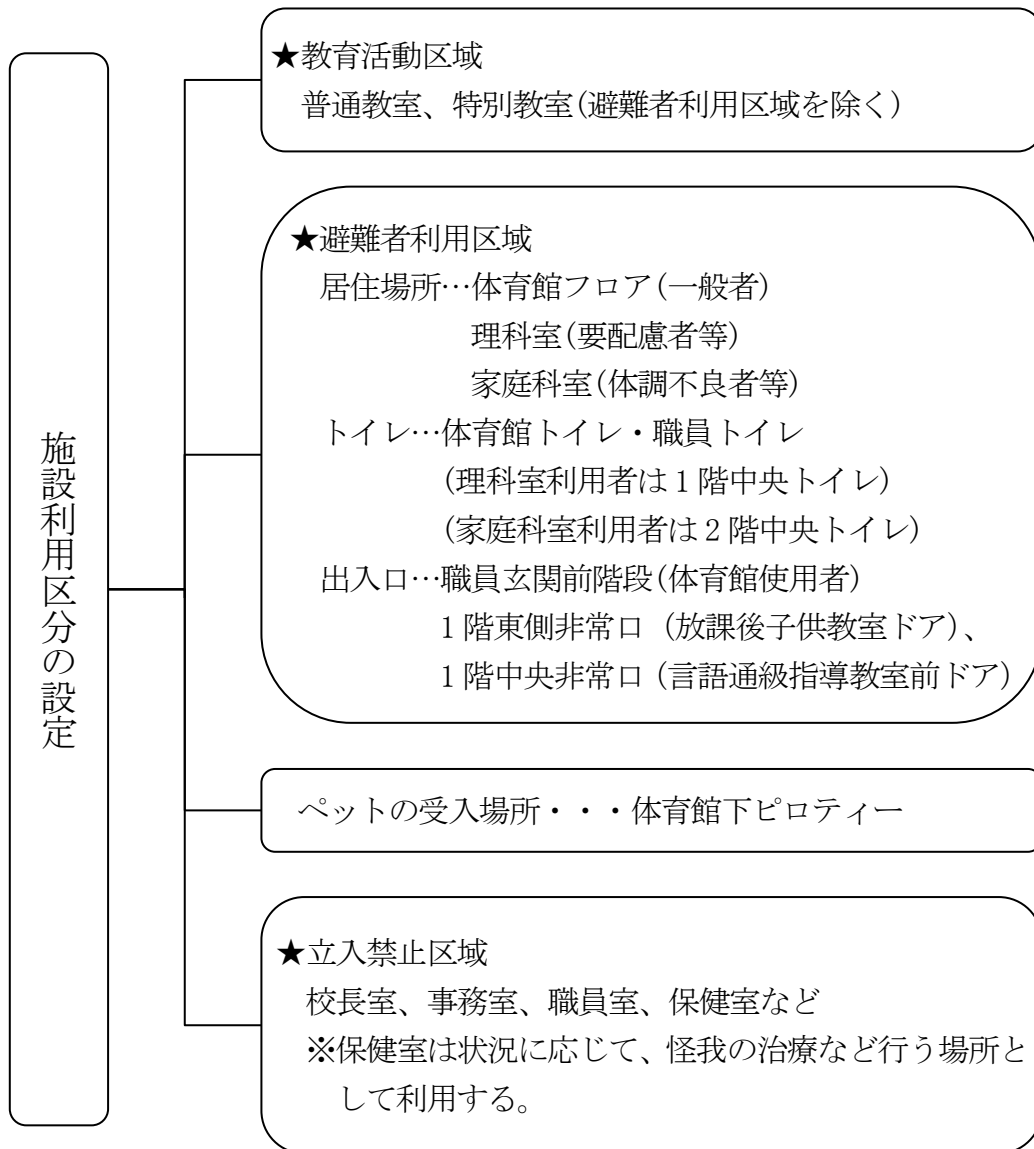 施設利用区分の設定
★教育活動区域
普通教室、特別教室(避難者利用区域を除く)
★避難者利用区域
居住場所…体育館フロア(一般者)
理科室(要配慮者等)
家庭科室(体調不良者等)
トイレ…体育館トイレ・職員トイレ
(理科室利用者は1階中央トイレ)
(家庭科室利用者は2階中央トイレ)
出入口…職員玄関前階段(体育館使用者)
1階東側非常口(放課後子供教室ドア)、
1階中央非常口(言語通級指導教室前ドア)
ペットの受入場所・・・体育館下ピロティー
★立入禁止区域
校長室、事務室、職員室、保健室など
※保健室は状況に応じて、怪我の治療など行う場所と
して利用する。